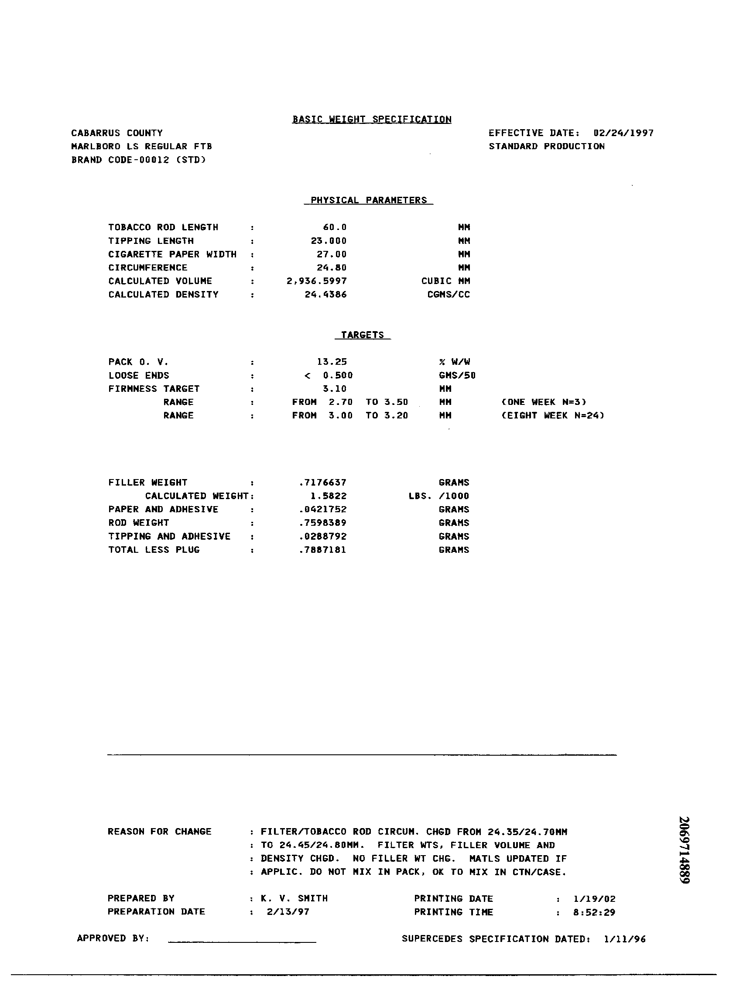 BASIC WEIGHT SPECIFICATION
CABARRUS COUNTY EFFECTIVE DATE: 02/24/1997
MARLBORO LS REGULAR FTB STANDARD PRODUCTION
BRAND CODE-00012 (STD)
PHYSICAL PARAMETERS
TOBACCO ROD LENGTH : 60.0 MM
TIPPING LENGTH : 23.000 MM
CIGARETTE PAPER WIDTH : 27.00 MM
CIRCUMFERENCE : 24.80 MM
CALCULATED VOLUME : 2,936.5997 CUBIC MM
CALCULATED DENSITY : 24.4386 CGMS/CC
TARGETS
PACK O. V. : 13.25 % W/W
LOOSE ENDS : < 0.500 GMS/50
FIRMNESS TARGET : 3.10 MM
RANGE : FROM 2.70 TO 3.50 MM (ONE WEEK N=3)
RANGE : FROM 3.00 TO 3.20 MM (EIGHT WEEK N=24)
FILLER WEIGHT : .7176637 GRAMS
CALCULATED WEIGHT: 1.5822 LBS. /1000
PAPER AND ADHESIVE : .0421752 GRAMS
ROD WEIGHT : .7598389 GRAMS
TIPPING AND ADHESIVE : .0288792 GRAMS
TOTAL LESS PLUG : .7887181 GRAMS
REASON FOR CHANGE : FILTER/TOBACCO ROD CIRCUM. CHGD FROM 24.35/24.70MM
: TO 24.45/24.80MM. FILTER WTS, FILLER VOLUME AND
: DENSITY CHGD. NO FILLER WT CHG. MATLS UPDATED IF
: APPLIC. DO NOT MIX IN PACK, OK TO MIX IN CTN/CASE.
PREPARED BY : K. V. SMITH PRINTING DATE : 1/19/02
PREPARATION DATE : 2/13/97 PRINTING TIME : 8:52:29
APPROVED BY: SUPERCEDES SPECIFICATION DATED: 1/11/96
2069714889